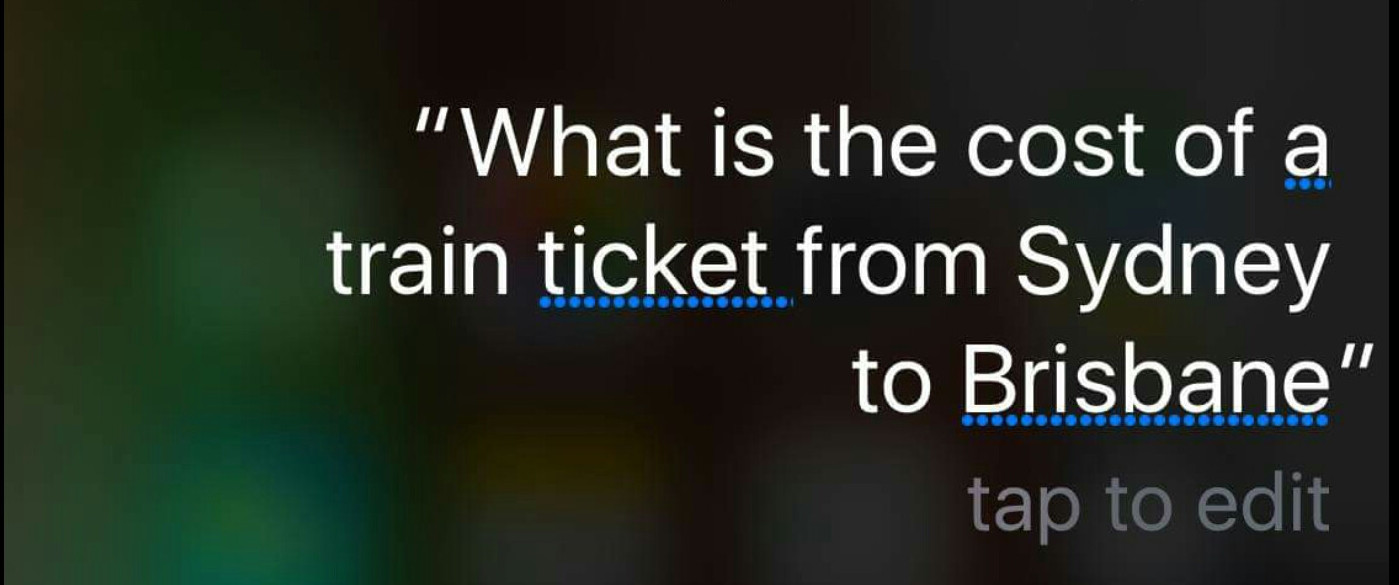 “What is the cost of a
train ticket from Sydney
to Brisbane”
tap to edit